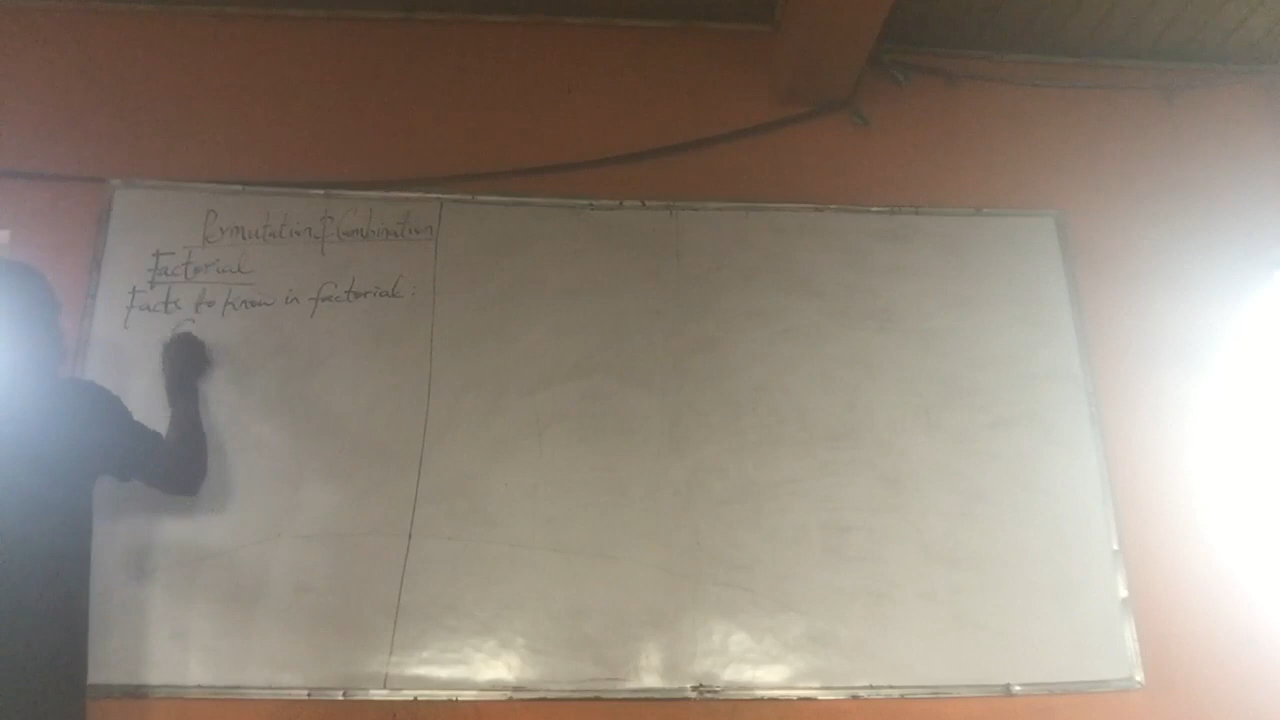 Permutation & Combination
Factorial
Facts to know in factorial: